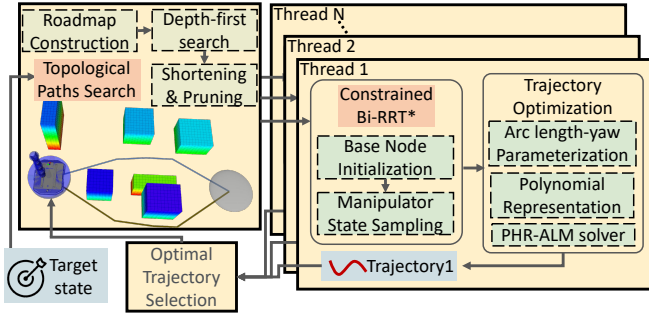 Roadmap
Construction
Depth-first
search
Topological
Paths Search
Shortening
& Pruning
Thread N
Thread 2
Thread 1
Constrained
Bi-RRT*
Base Node
Initialization
Manipulator
State Sampling
Trajectory
Optimization
Arc length-yaw
Parameterization
Polynomial
Representation
PHR-ALM solver
Trajectory1
Optimal
Trajectory
Selection
Target
state